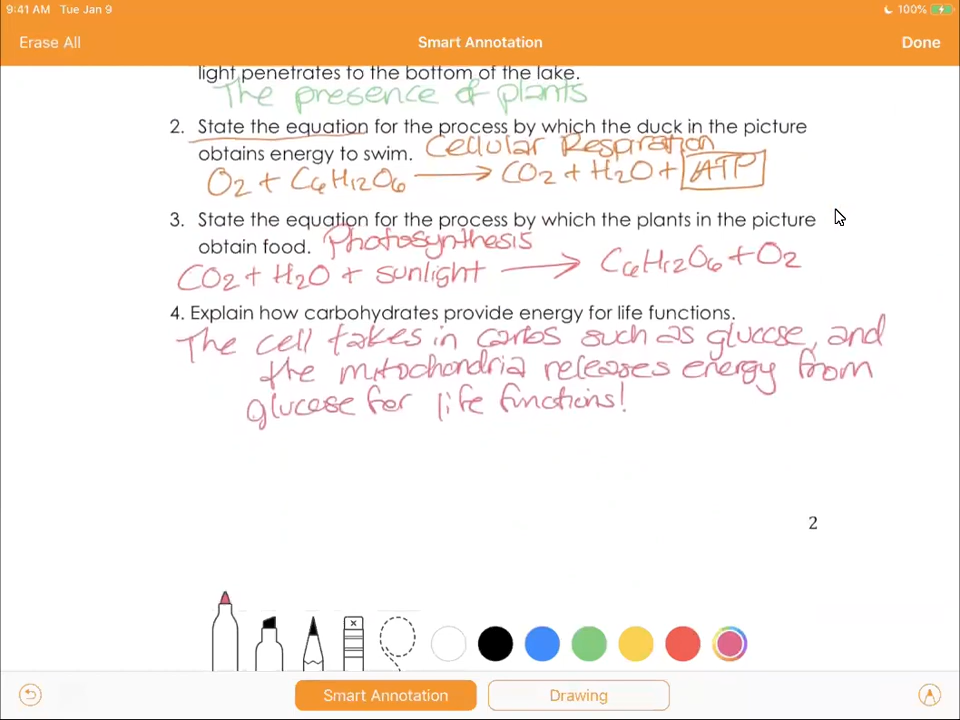 9:41 AM Tue Jan 9
100%
Erase All
Smart Annotation
Done
light penetrates to the bottom of the lake.
The presence of plants
2. State the equation for the process by which the duck in the picture
obtains energy to swim. Cellular Respiration
O2 + C6H12O6 → CO2 + H2O + ATP
3. State the equation for the process by which the plants in the picture
obtain food. Photosynthesis
CO2 + H2O + sunlight → C6H12O6 + O2
4. Explain how carbohydrates provide energy for life functions.
The cell takes in carbs such as glucose, and
the mitochondria releases energy from
glucose for life functions!
2
Smart Annotation
Drawing